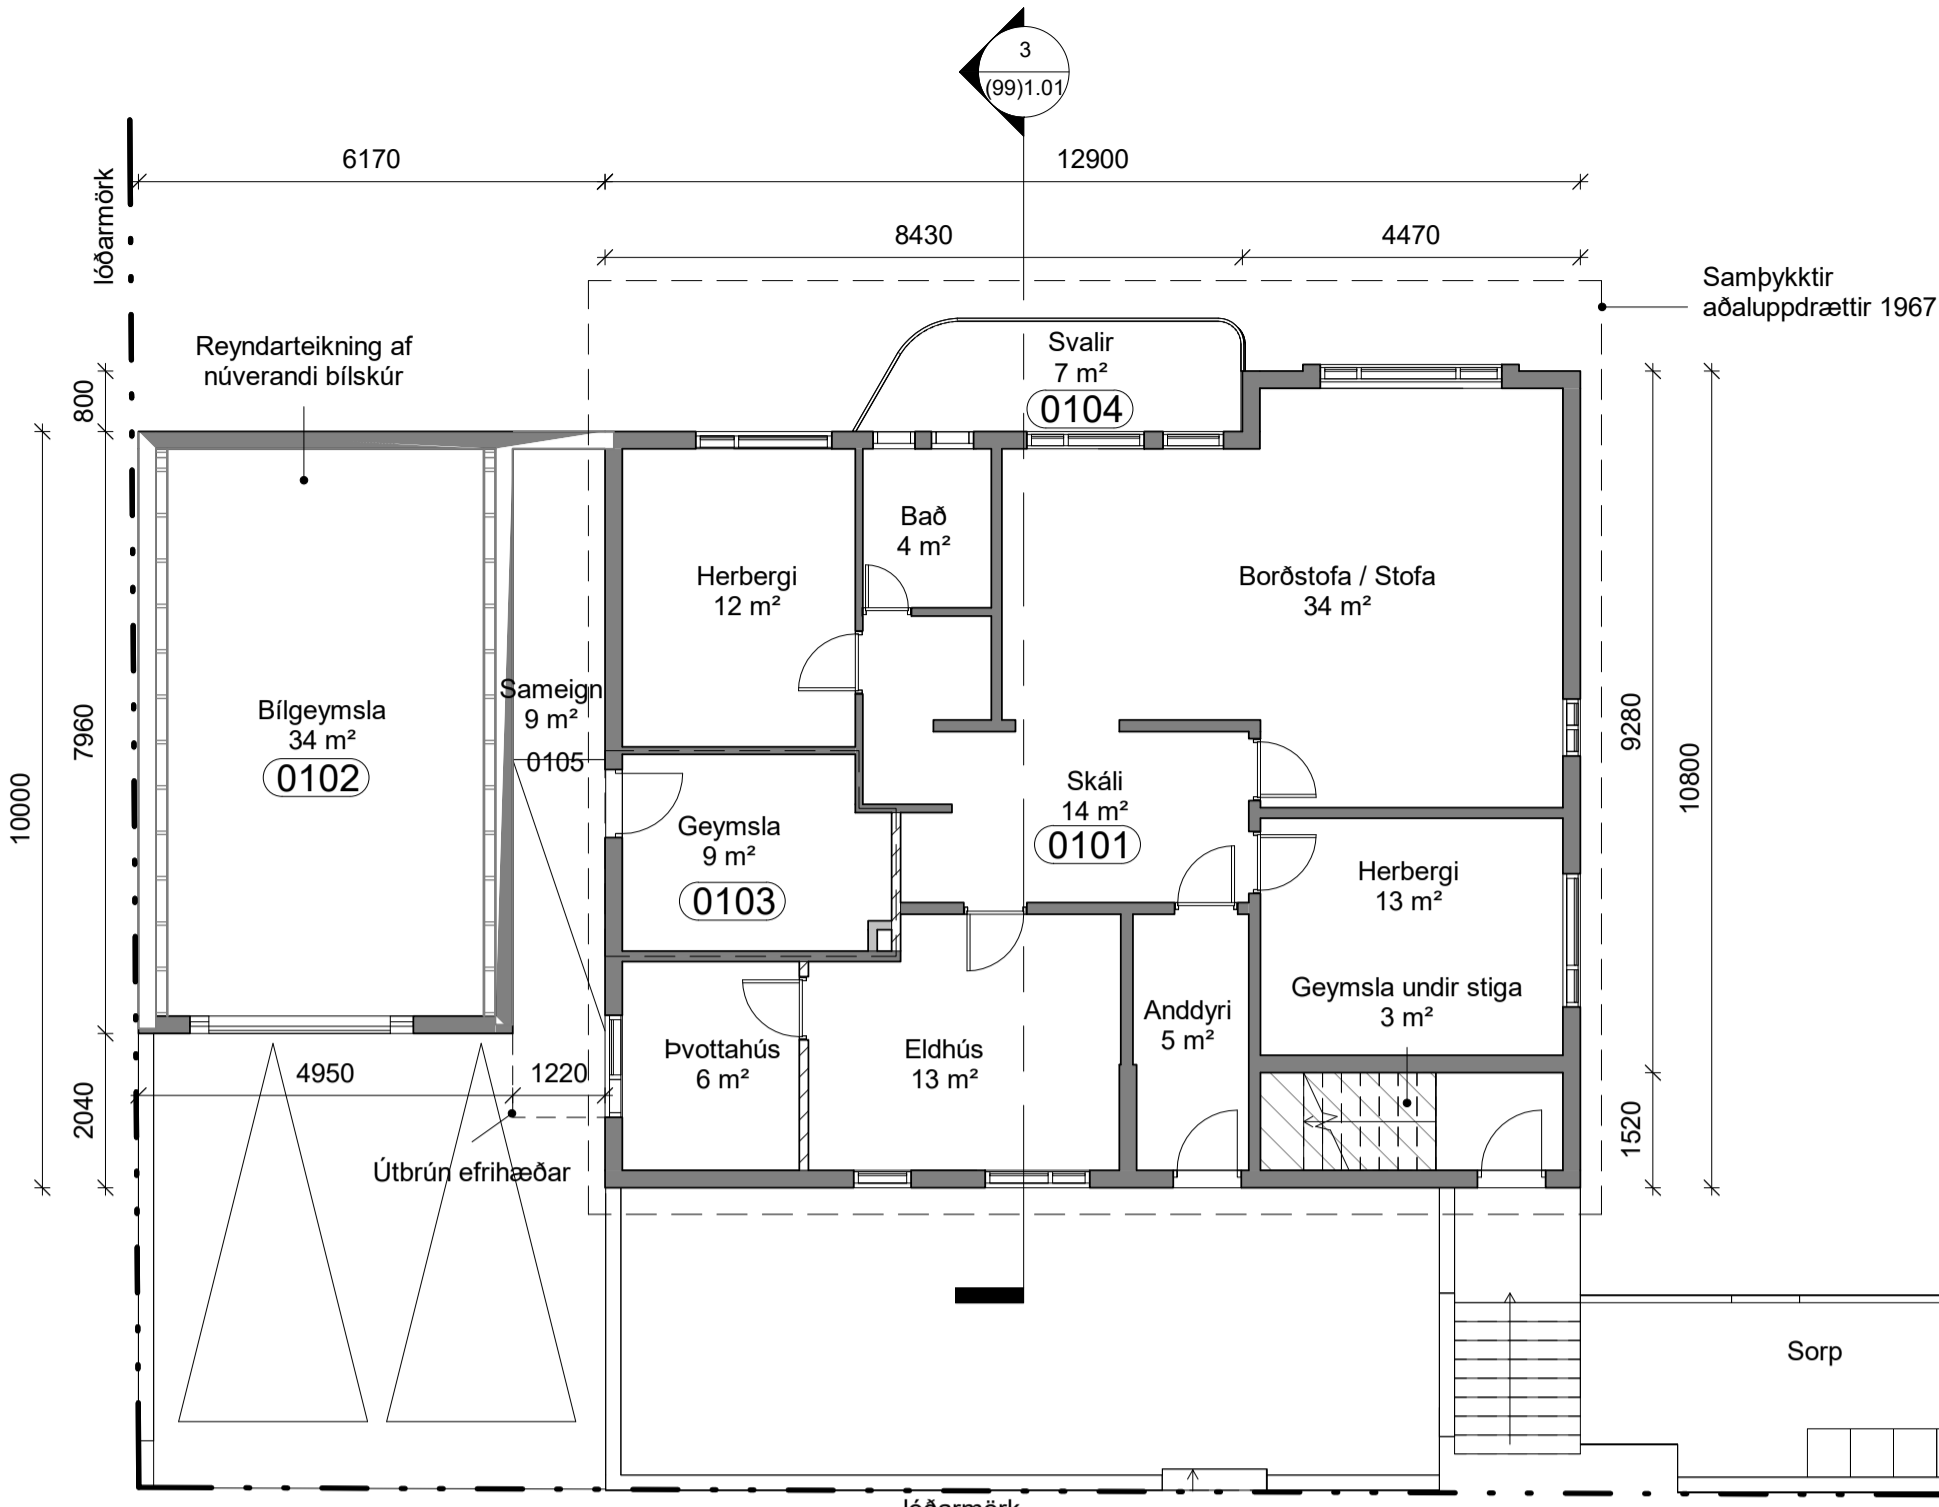 3
(99)1.01
6170
12900
8430
4470
lóðarmörk
Samþykktir
aðaluppdrættir 1967
Reyndarteikning af
núverandi bílskúr
Svalir
7 m²
0104
800
Bað
4 m²
Herbergi
12 m²
Borðstofa / Stofa
34 m²
Sameign
9 m²
0105
Bílgeymsla
34 m²
0102
7960
10000
9280
10800
Skáli
14 m²
0101
Geymsla
9 m²
0103
Herbergi
13 m²
Geymsla undir stiga
3 m²
Anddyri
5 m²
Þvottahús
6 m²
Eldhús
13 m²
4950
1220
2040
1520
Útbrún efrihæðar
Sorp
lóðarmörk